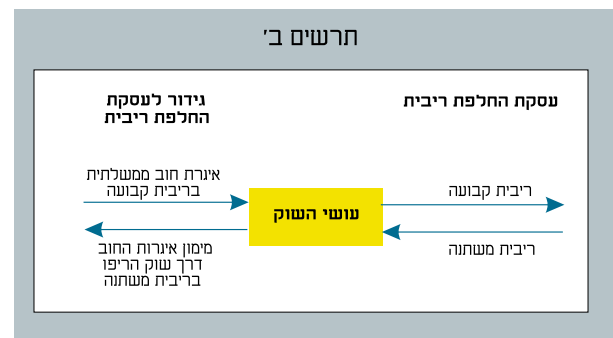 תרשים ב׳
עסקת החלפת ריבית
גידור לעסקת
החלפת ריבית
ריבית קבועה
ריבית משתנה
עושי השוק
איגרת חוב ממשלתית
בריבית קבועה
מימון איגרות החוב
דרך שוק הריפו
בריבית משתנה